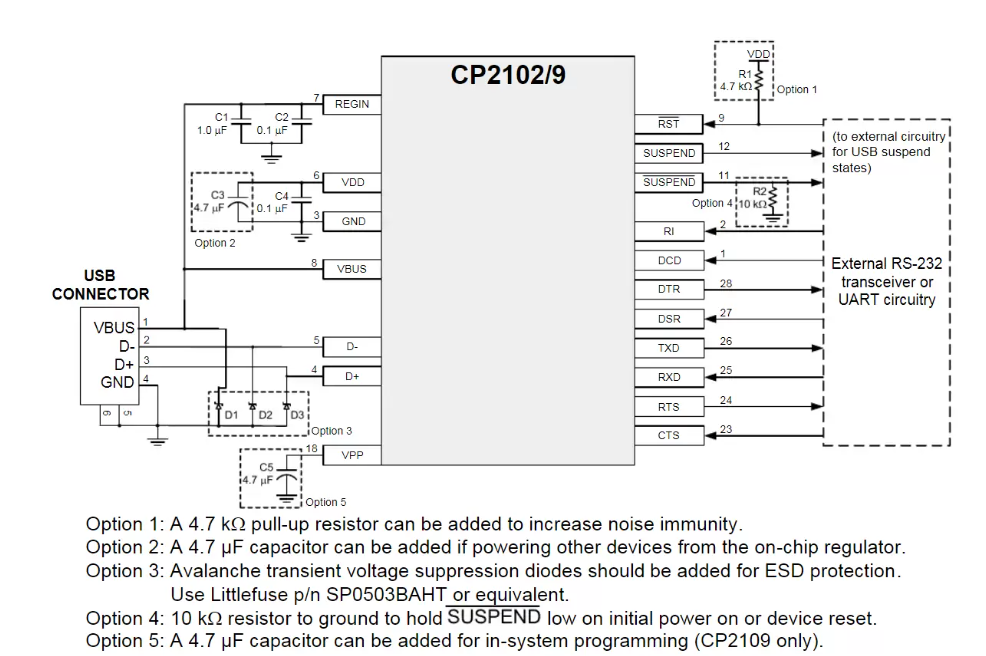 CP2102/9
VDD
R1
4.7 kΩ
Option 1
7
REGIN
C1
1.0 µF
C2
0.1 µF
RST
9
(to external circuitry
for USB suspend
states)
SUSPEND
12
6
VDD
SUSPEND
11
C3
4.7 µF
C4
0.1 µF
Option 4
R2
10 kΩ
3
GND
Option 2
RI
2
8
VBUS
DCD
1
External RS-232
transceiver or
UART circuitry
USB
CONNECTOR
DTR
28
VBUS
1
DSR
27
D-
2
5
D-
TXD
26
D+
3
4
D+
RXD
25
GND
4
6
5
D1
D2
D3
Option 3
RTS
24
CTS
23
18
VPP
C5
4.7 µF
Option 5
Option 1: A 4.7 kΩ pull-up resistor can be added to increase noise immunity.
Option 2: A 4.7 µF capacitor can be added if powering other devices from the on-chip regulator.
Option 3: Avalanche transient voltage suppression diodes should be added for ESD protection.
Use Littlefuse p/n SP0503BAHT or equivalent.
Option 4: 10 kΩ resistor to ground to hold SUSPEND low on initial power on or device reset.
Option 5: A 4.7 µF capacitor can be added for in-system programming (CP2109 only).